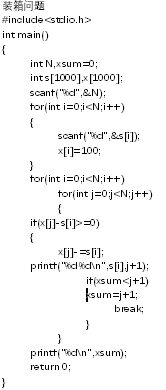 装箱问题
#include<stdio.h>
int main()
{
int N,xsum=0;
int s[1000],x[1000];
scanf("%d",&N);
for(int i=0;i<N;i++)
{
scanf("%d",&s[i]);
x[i]=100;
}
for(int i=0;i<N;i++)
for(int j=0;j<N;j++)
{
if(x[j]-s[i]>=0)
{
x[j]-=s[i];
printf("%d %d\n",s[i],j+1);
if(xsum<j+1)
xsum=j+1;
break;
}
}
printf("%d\n",xsum);
return 0;
}